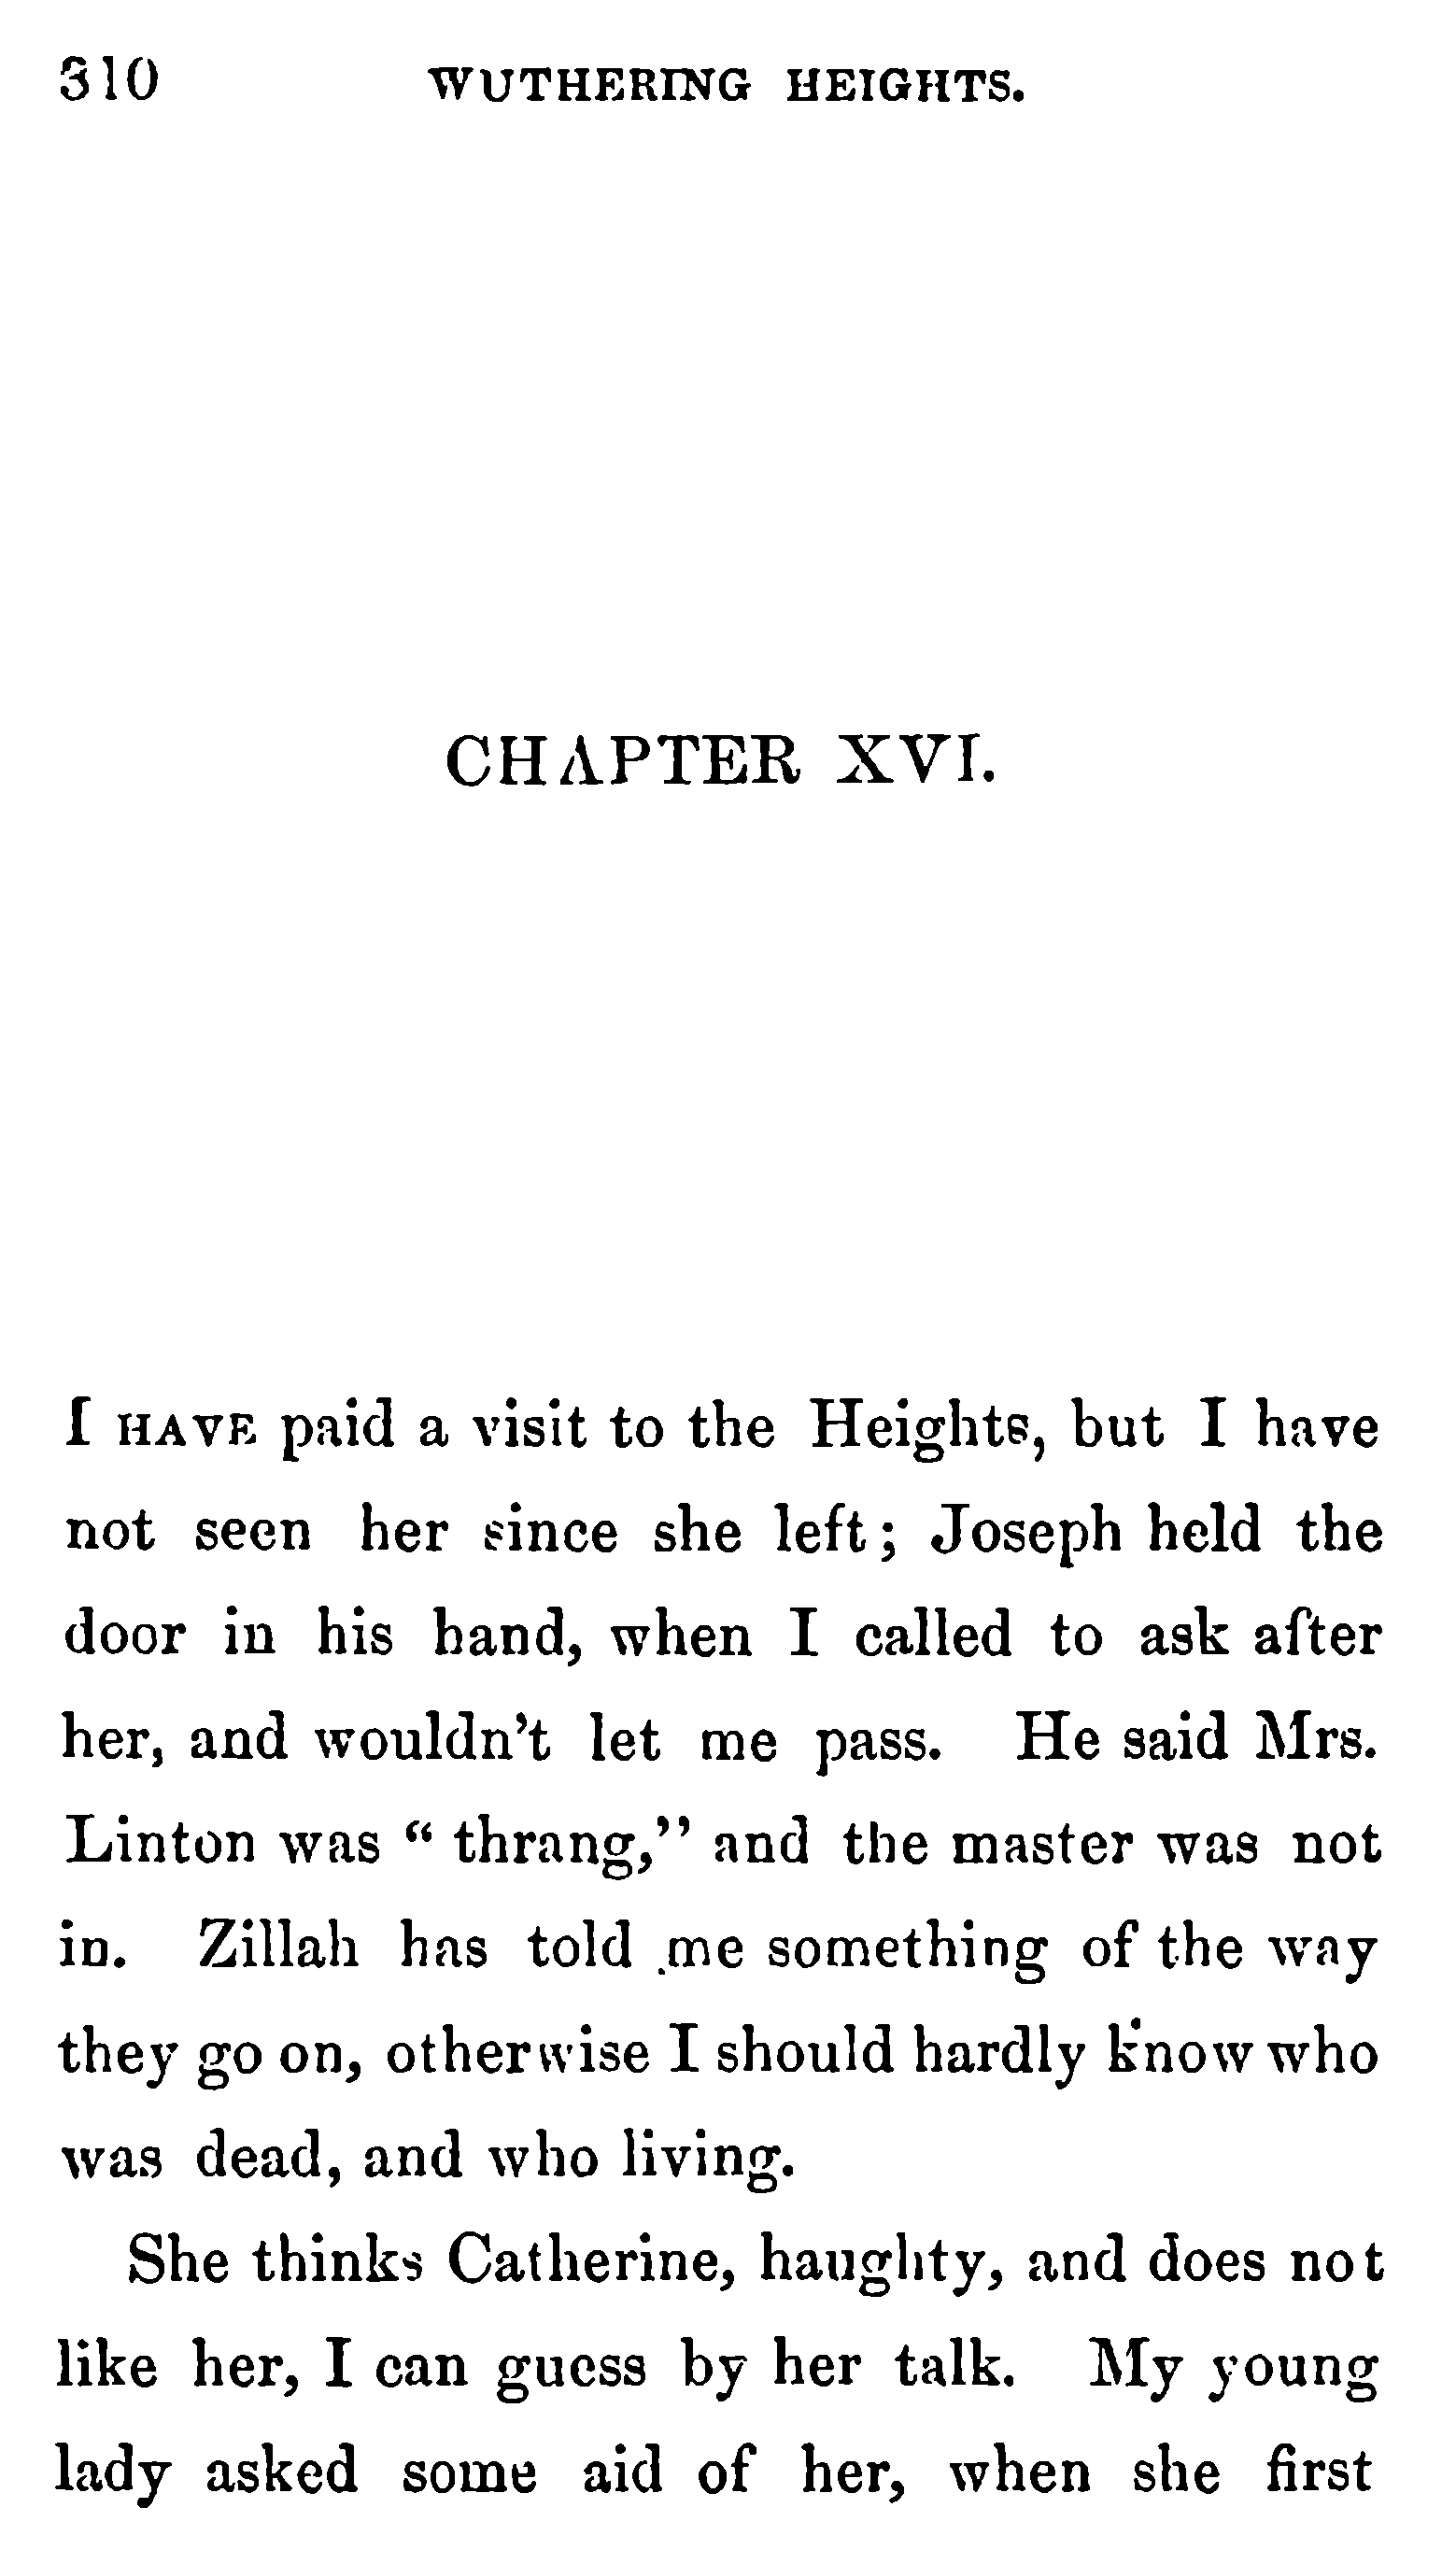 310 WUTHERING HEIGHTS.
CHAPTER XVI.
I HAVE paid a visit to the Heights, but I have
not seen her since she left; Joseph held the
door in his hand, when I called to ask after
her, and wouldn't let me pass. He said Mrs.
Linton was “ thrang,’’ and the master was not
in. Zillah has told me something of the way
they go on, otherwise I should hardly know who
was dead, and who living.
She thinks Catherine, haughty, and does not
like her, I can guess by her talk. My young
lady asked some aid of her, when she first